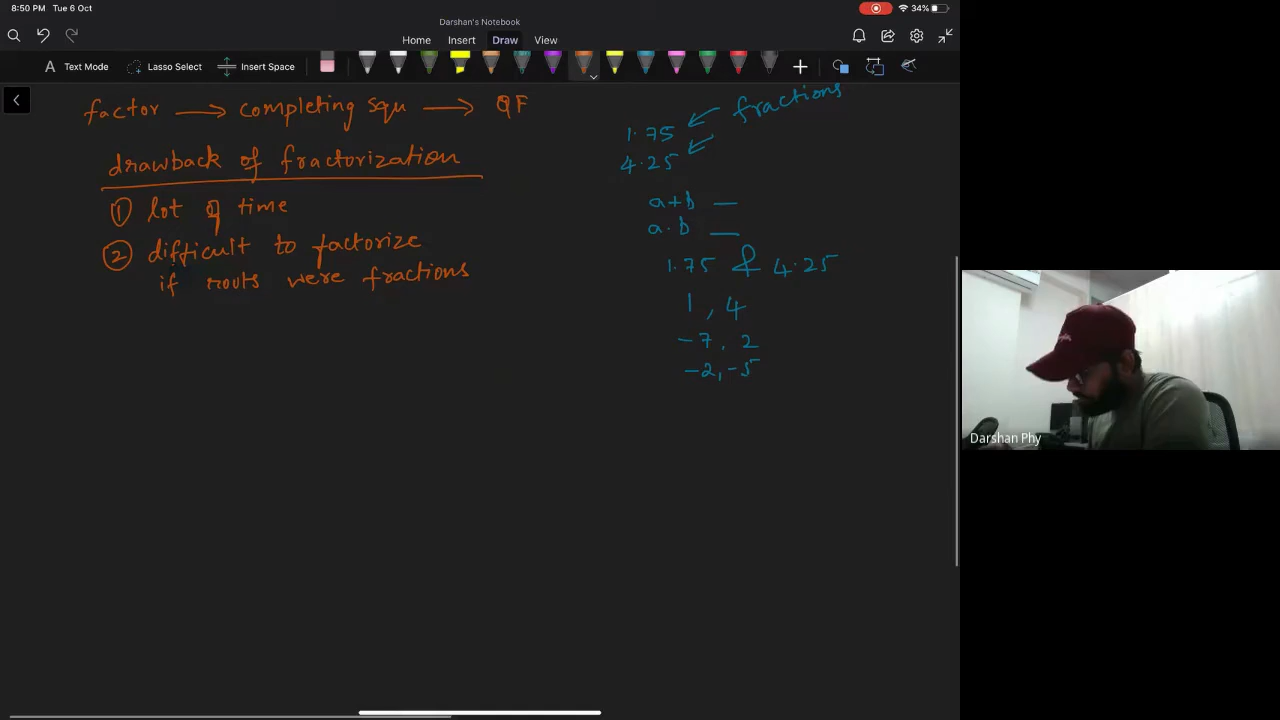 8:50 PM Tue 6 Oct
34%
Darshan's Notebook
Home Insert Draw View
Text Mode Lasso Select Insert Space
factor → completing squ → QF
drawback of fractorization
① lot of time
② difficult to factorize
if roots were fractions
fractions
1.75
4.25
a+b —
a.b —
1.75 & 4.25
1, 4
-7, 2
-2, -5
Darshan Phy